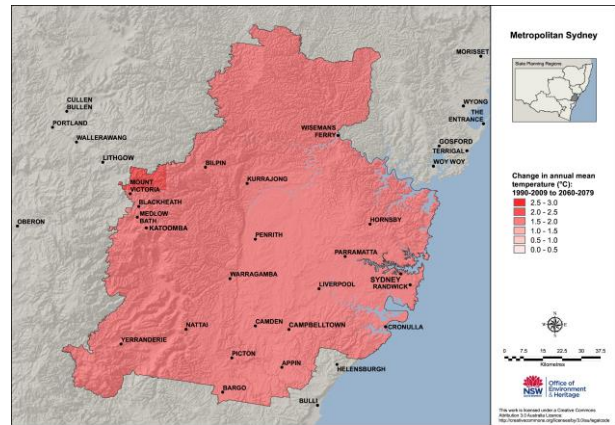 Metropolitan Sydney
State Planning Regions
Change in annual mean
temperature (°C):
1990-2009 to 2060-2079
2.5 - 3.0
2.0 - 2.5
1.5 - 2.0
1.0 - 1.5
0.5 - 1.0
0.0 - 0.5
0 7.5 15 22.5 30 37.5
Kilometres
NSW
GOVERNMENT
Office of
Environment
& Heritage
This work is licensed under a Creative Commons
Attribution 3.0 Australia Licence
MORISSET
CULLEN
BULLEN
PORTLAND
WALLERAWANG
LITHGOW
WYONG
THE
ENTRANCE
WISEMANS
FERRY
GOSFORD
TERRIGAL
WOY WOY
BILPIN
KURRAJONG
MOUNT
VICTORIA
BLACKHEATH
MEDLOW
BATH
KATOOMBA
OBERON
HORNSBY
PENRITH
PARRAMATTA
SYDNEY
RANDWICK
WARRAGAMBA
LIVERPOOL
NATTAI
CAMDEN
CAMPBELLTOWN
CRONULLA
YERRANDERIE
PICTON
APPIN
HELENSBURGH
BARGO
BULLI